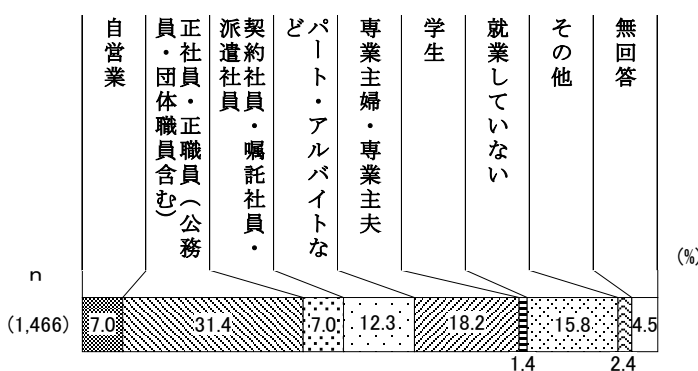 自営業
正社員・正職員（公務
員・団体職員含む）
契約社員・嘱託社員・
派遣社員
パート・アルバイトな
ど
専業主婦・専業主夫
学生
就業していない
その他
無回答
(%)
n
(1,466)
7.0
31.4
7.0
12.3
18.2
15.8
4.5
1.4
2.4